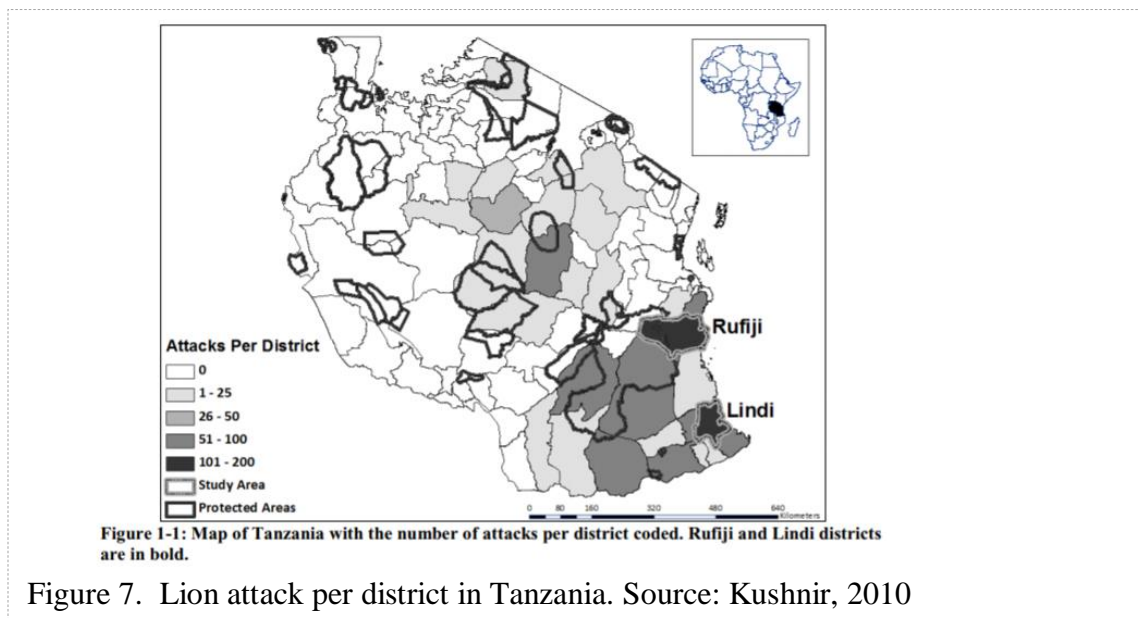 Rufiji
Lindi
Attacks Per District
0
1 - 25
26 - 50
51 - 100
101 - 200
Study Area
Protected Areas
0 80 160 320 480 640
Kilometers
Figure 1-1: Map of Tanzania with the number of attacks per district coded. Rufiji and Lindi districts
are in bold.
Figure 7. Lion attack per district in Tanzania. Source: Kushnir, 2010